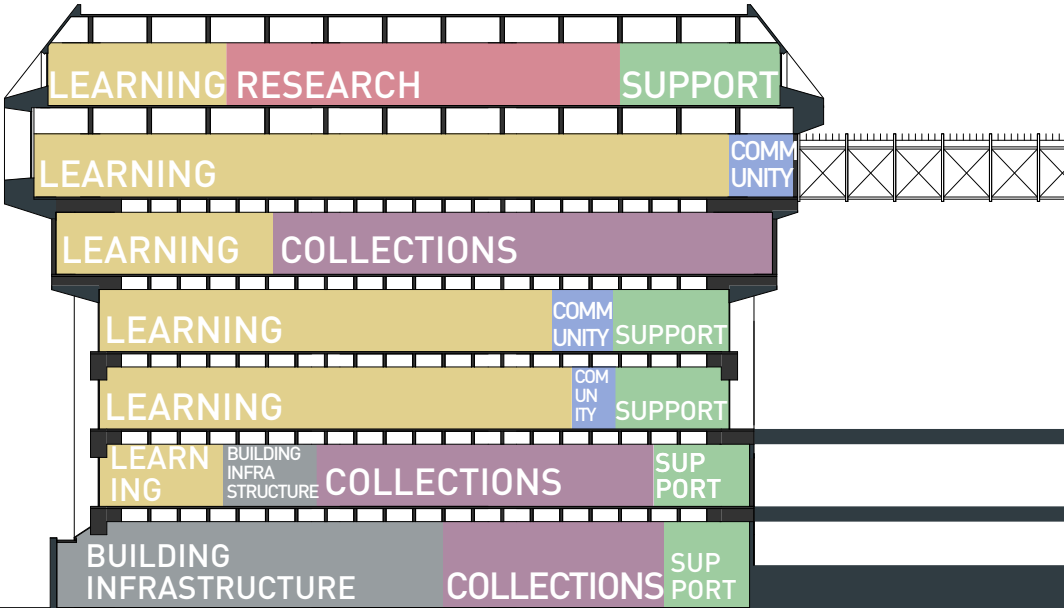 LEARNING RESEARCH SUPPORT
LEARNING
COMM
UNITY
LEARNING COLLECTIONS
LEARNING
COMM
UNITY
SUPPORT
LEARNING
COM
UN
ITY
SUPPORT
LEARN
ING
BUILDING
INFRA
STRUCTURE
COLLECTIONS
SUP
PORT
BUILDING
INFRASTRUCTURE
COLLECTIONS
SUP
PORT